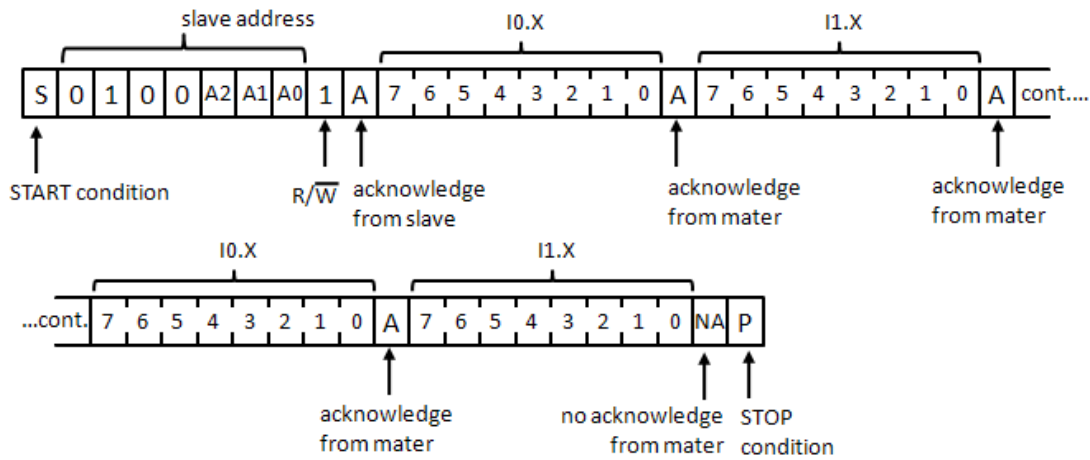 slave address I0.X I1.X
S 0 1 0 0 A2 A1 A0 1 A 7 6 5 4 3 2 1 0 A 7 6 5 4 3 2 1 0 A cont....
START condition R/W̅ acknowledge from slave
acknowledge from mater
acknowledge from mater
I0.X I1.X
...cont. 7 6 5 4 3 2 1 0 A 7 6 5 4 3 2 1 0 NA P
acknowledge from mater
no acknowledge from mater
STOP condition